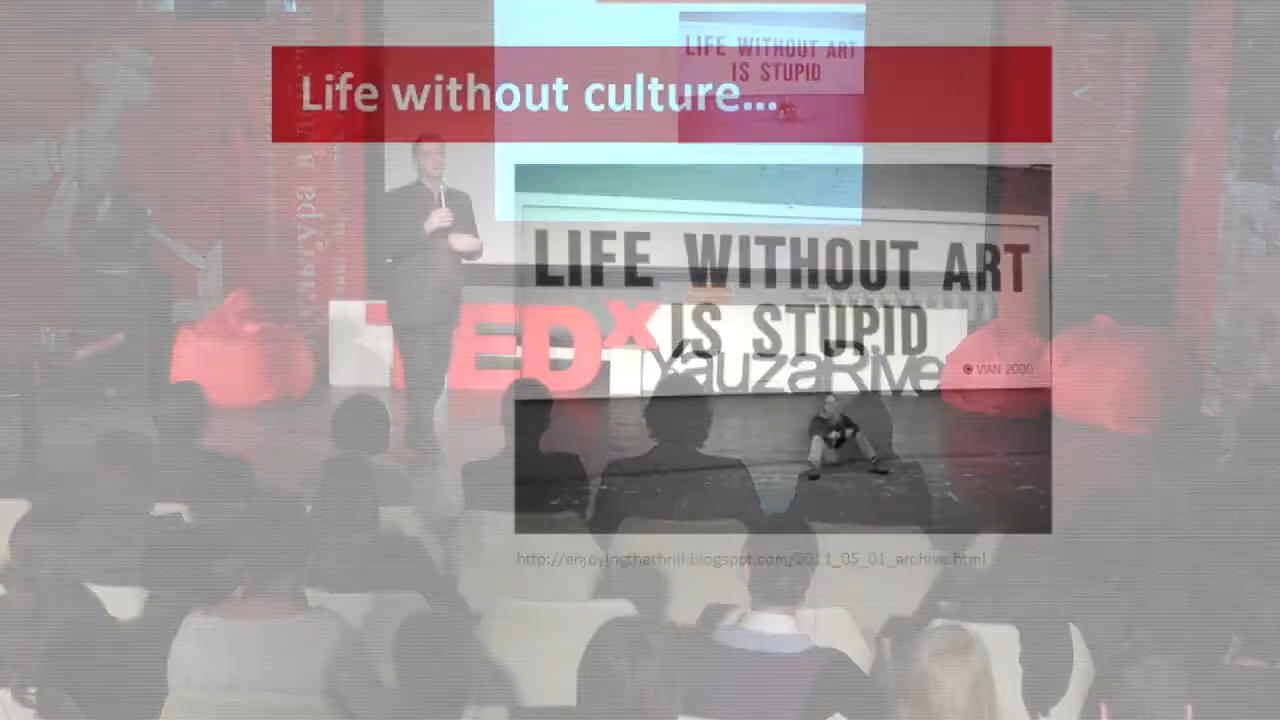 LIFE WITHOUT ART
IS STUPID
Life without culture...
LIFE WITHOUT ART
IS STUPID
TEDx
YauzaRiver
© VIAN 2000
http://enjoyingthethrill.blogspot.com/2011_05_01_archive.html